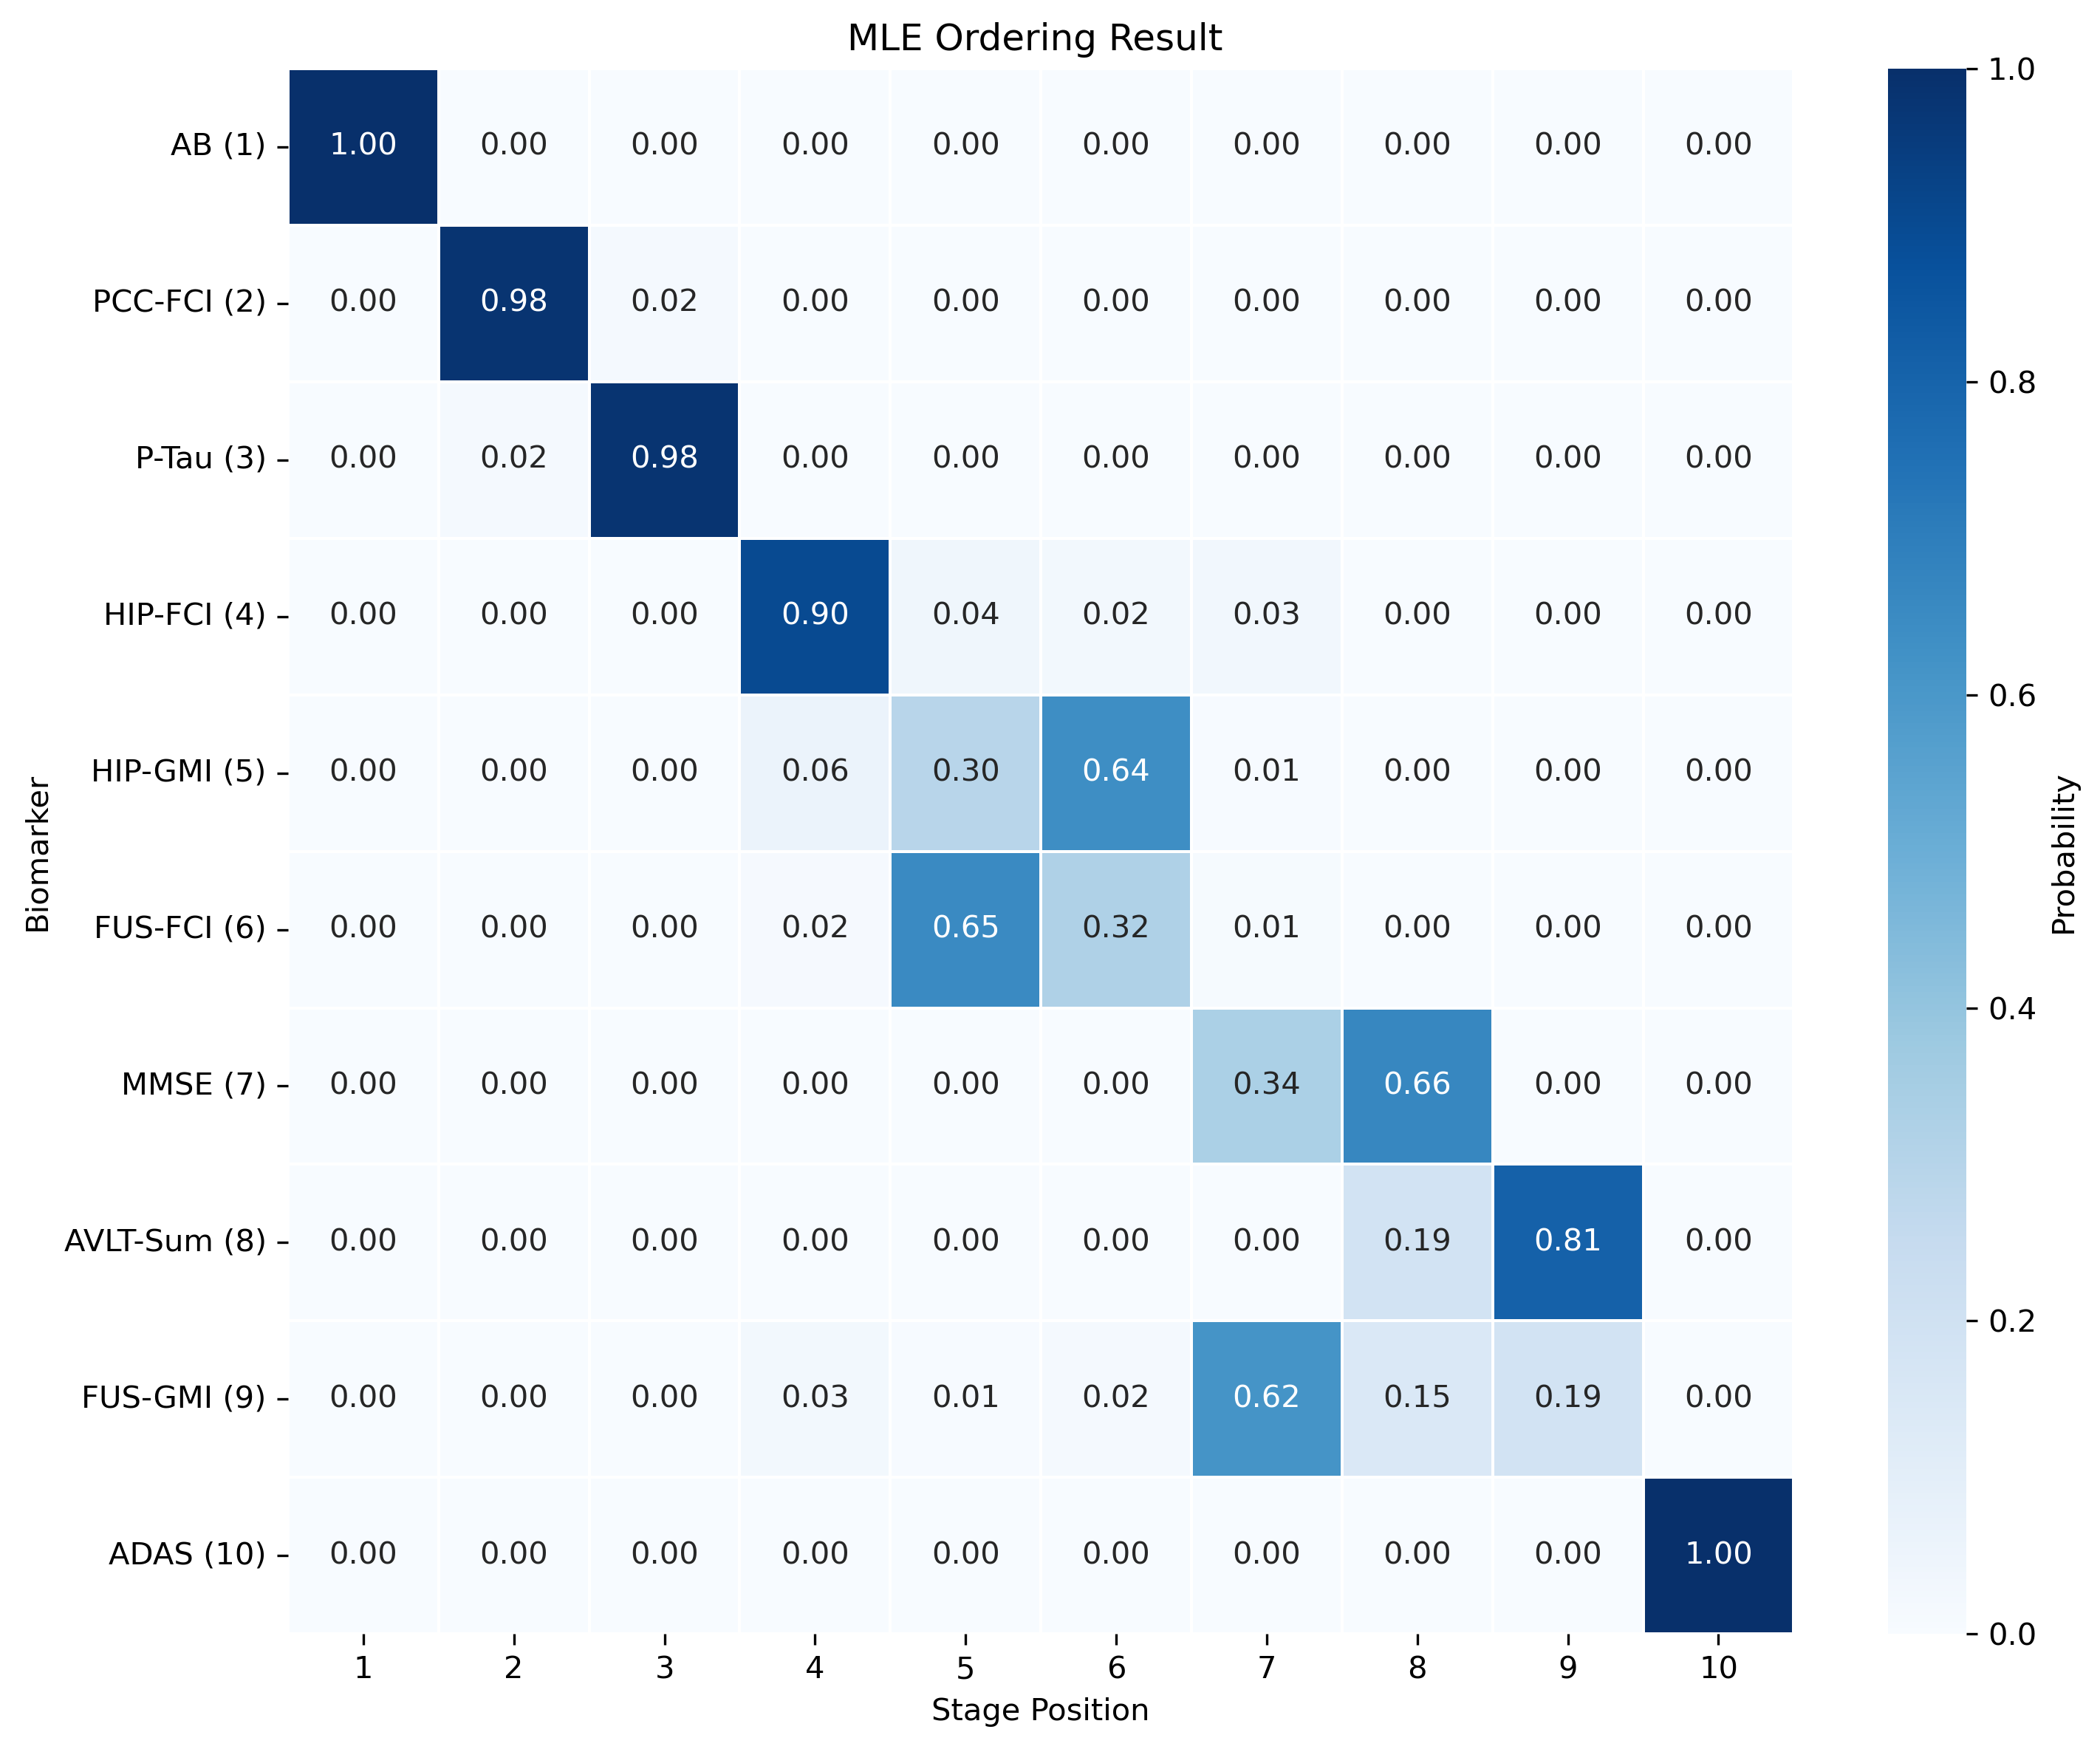 MLE Ordering Result
AB (1) 1.00 0.00 0.00 0.00 0.00 0.00 0.00 0.00 0.00 0.00
PCC-FCI (2) 0.00 0.98 0.02 0.00 0.00 0.00 0.00 0.00 0.00 0.00
P-Tau (3) 0.00 0.02 0.98 0.00 0.00 0.00 0.00 0.00 0.00 0.00
HIP-FCI (4) 0.00 0.00 0.00 0.90 0.04 0.02 0.03 0.00 0.00 0.00
HIP-GMI (5) 0.00 0.00 0.00 0.06 0.30 0.64 0.01 0.00 0.00 0.00
FUS-FCI (6) 0.00 0.00 0.00 0.02 0.65 0.32 0.01 0.00 0.00 0.00
MMSE (7) 0.00 0.00 0.00 0.00 0.00 0.00 0.34 0.66 0.00 0.00
AVLT-Sum (8) 0.00 0.00 0.00 0.00 0.00 0.00 0.00 0.19 0.81 0.00
FUS-GMI (9) 0.00 0.00 0.00 0.03 0.01 0.02 0.62 0.15 0.19 0.00
ADAS (10) 0.00 0.00 0.00 0.00 0.00 0.00 0.00 0.00 0.00 1.00
1 2 3 4 5 6 7 8 9 10
Stage Position
Biomarker
1.0
0.8
0.6
0.4
0.2
0.0
Probability